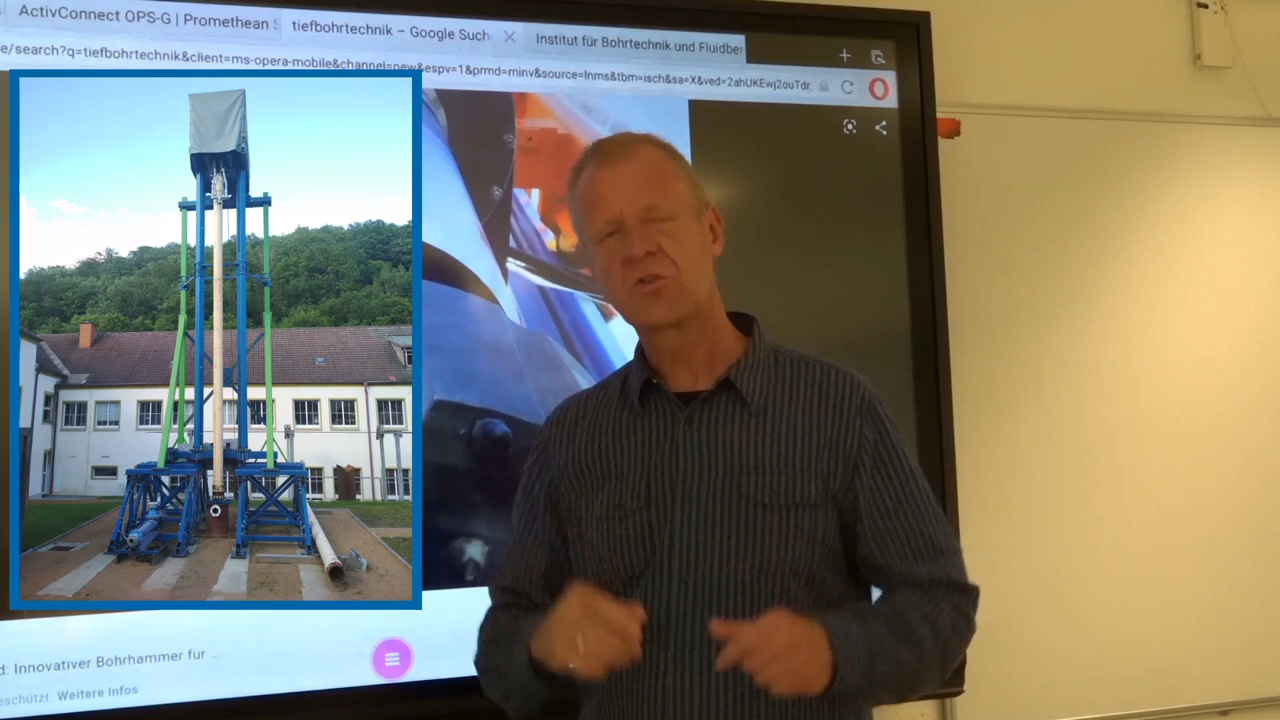 ActivConnect OPS-G | Promethean
tiefbohrtechnik – Google Such
Institut für Bohrtechnik und Fluidber
e/search?q=tiefbohrtechnik&client=ms-opera-mobile&channel=new&espv=1&prmd=minv&source=lnms&tbm=isch&sa=X&ved=2ahUKEwj2ouTdr
d: Innovativer Bohrhammer für ...
eschützt. Weitere Infos